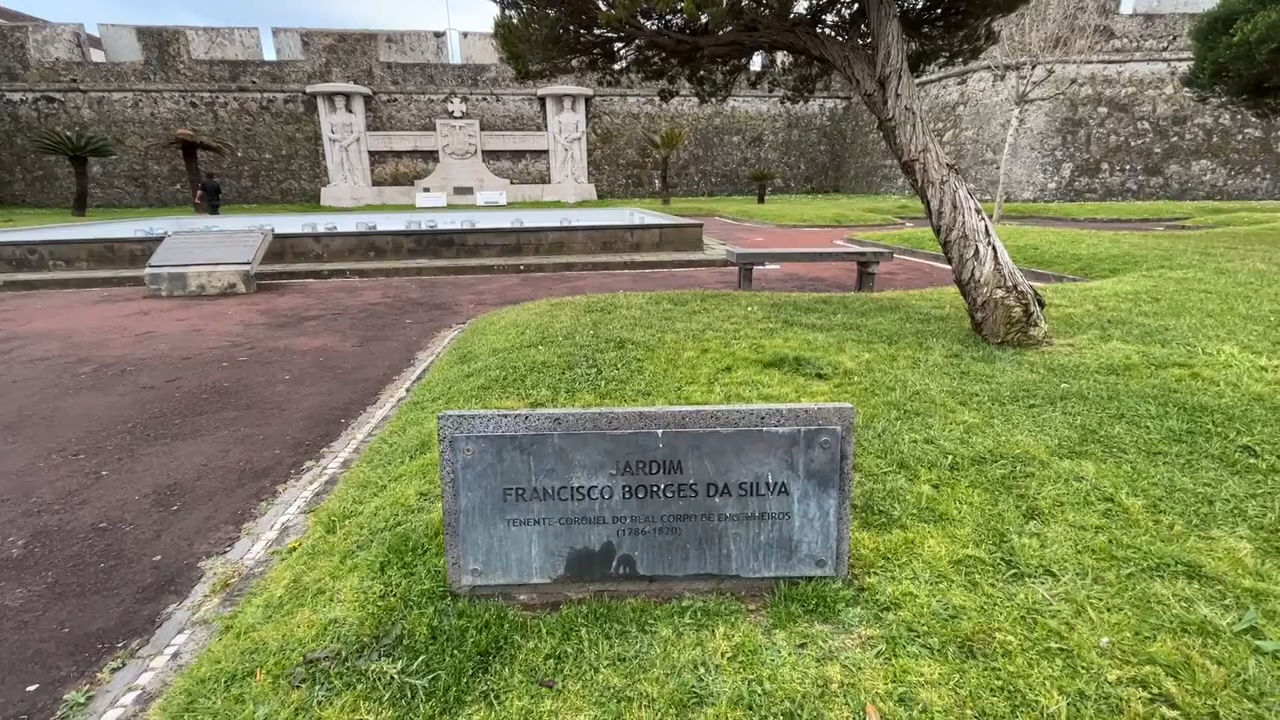 JARDIM
FRANCISCO BORGES DA SILVA
TENENTE-CORONEL DO REAL CORPO DE ENGENHEIROS
(1786-1820)